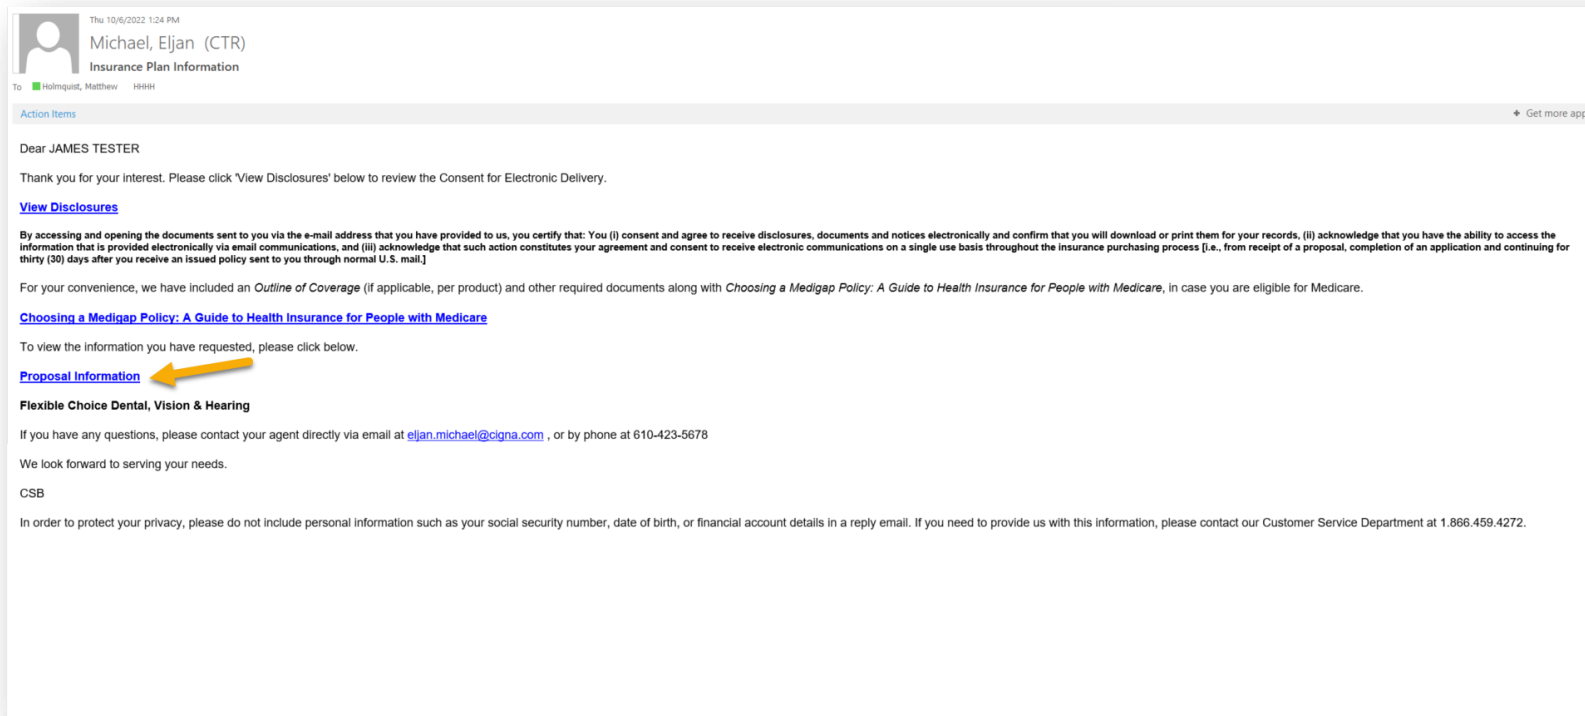 Thu 10/6/2022 1:24 PM
Michael, Eljan (CTR)
Insurance Plan Information
To Holmquist, Matthew HHHH
Action Items
+ Get more app
Dear JAMES TESTER
Thank you for your interest. Please click 'View Disclosures' below to review the Consent for Electronic Delivery.
View Disclosures
By accessing and opening the documents sent to you via the e-mail address that you have provided to us, you certify that: You (i) consent and agree to receive disclosures, documents and notices electronically and confirm that you will download or print them for your records, (ii) acknowledge that you have the ability to access the
information that is provided electronically via email communications, and (iii) acknowledge that such action constitutes your agreement and consent to receive electronic communications on a single use basis throughout the insurance purchasing process [i.e., from receipt of a proposal, completion of an application and continuing for
thirty (30) days after you receive an issued policy sent to you through normal U.S. mail.]
For your convenience, we have included an Outline of Coverage (if applicable, per product) and other required documents along with Choosing a Medigap Policy: A Guide to Health Insurance for People with Medicare, in case you are eligible for Medicare.
Choosing a Medigap Policy: A Guide to Health Insurance for People with Medicare
To view the information you have requested, please click below.
Proposal Information
Flexible Choice Dental, Vision & Hearing
If you have any questions, please contact your agent directly via email at eljan.michael@cigna.com , or by phone at 610-423-5678
We look forward to serving your needs.
CSB
In order to protect your privacy, please do not include personal information such as your social security number, date of birth, or financial account details in a reply email. If you need to provide us with this information, please contact our Customer Service Department at 1.866.459.4272.